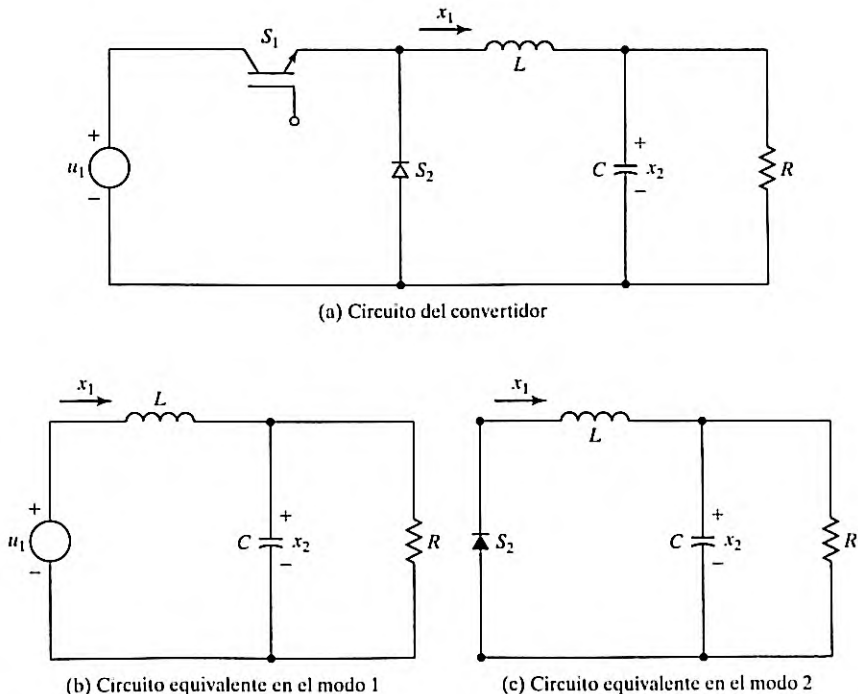 x₁
S₁
L
+
u₁
−
S₂
+
C x₂
−
R
(a) Circuito del convertidor
x₁
L
+
u₁
−
+
C x₂
−
R
(b) Circuito equivalente en el modo 1
x₁
L
S₂
+
C x₂
−
R
(c) Circuito equivalente en el modo 2